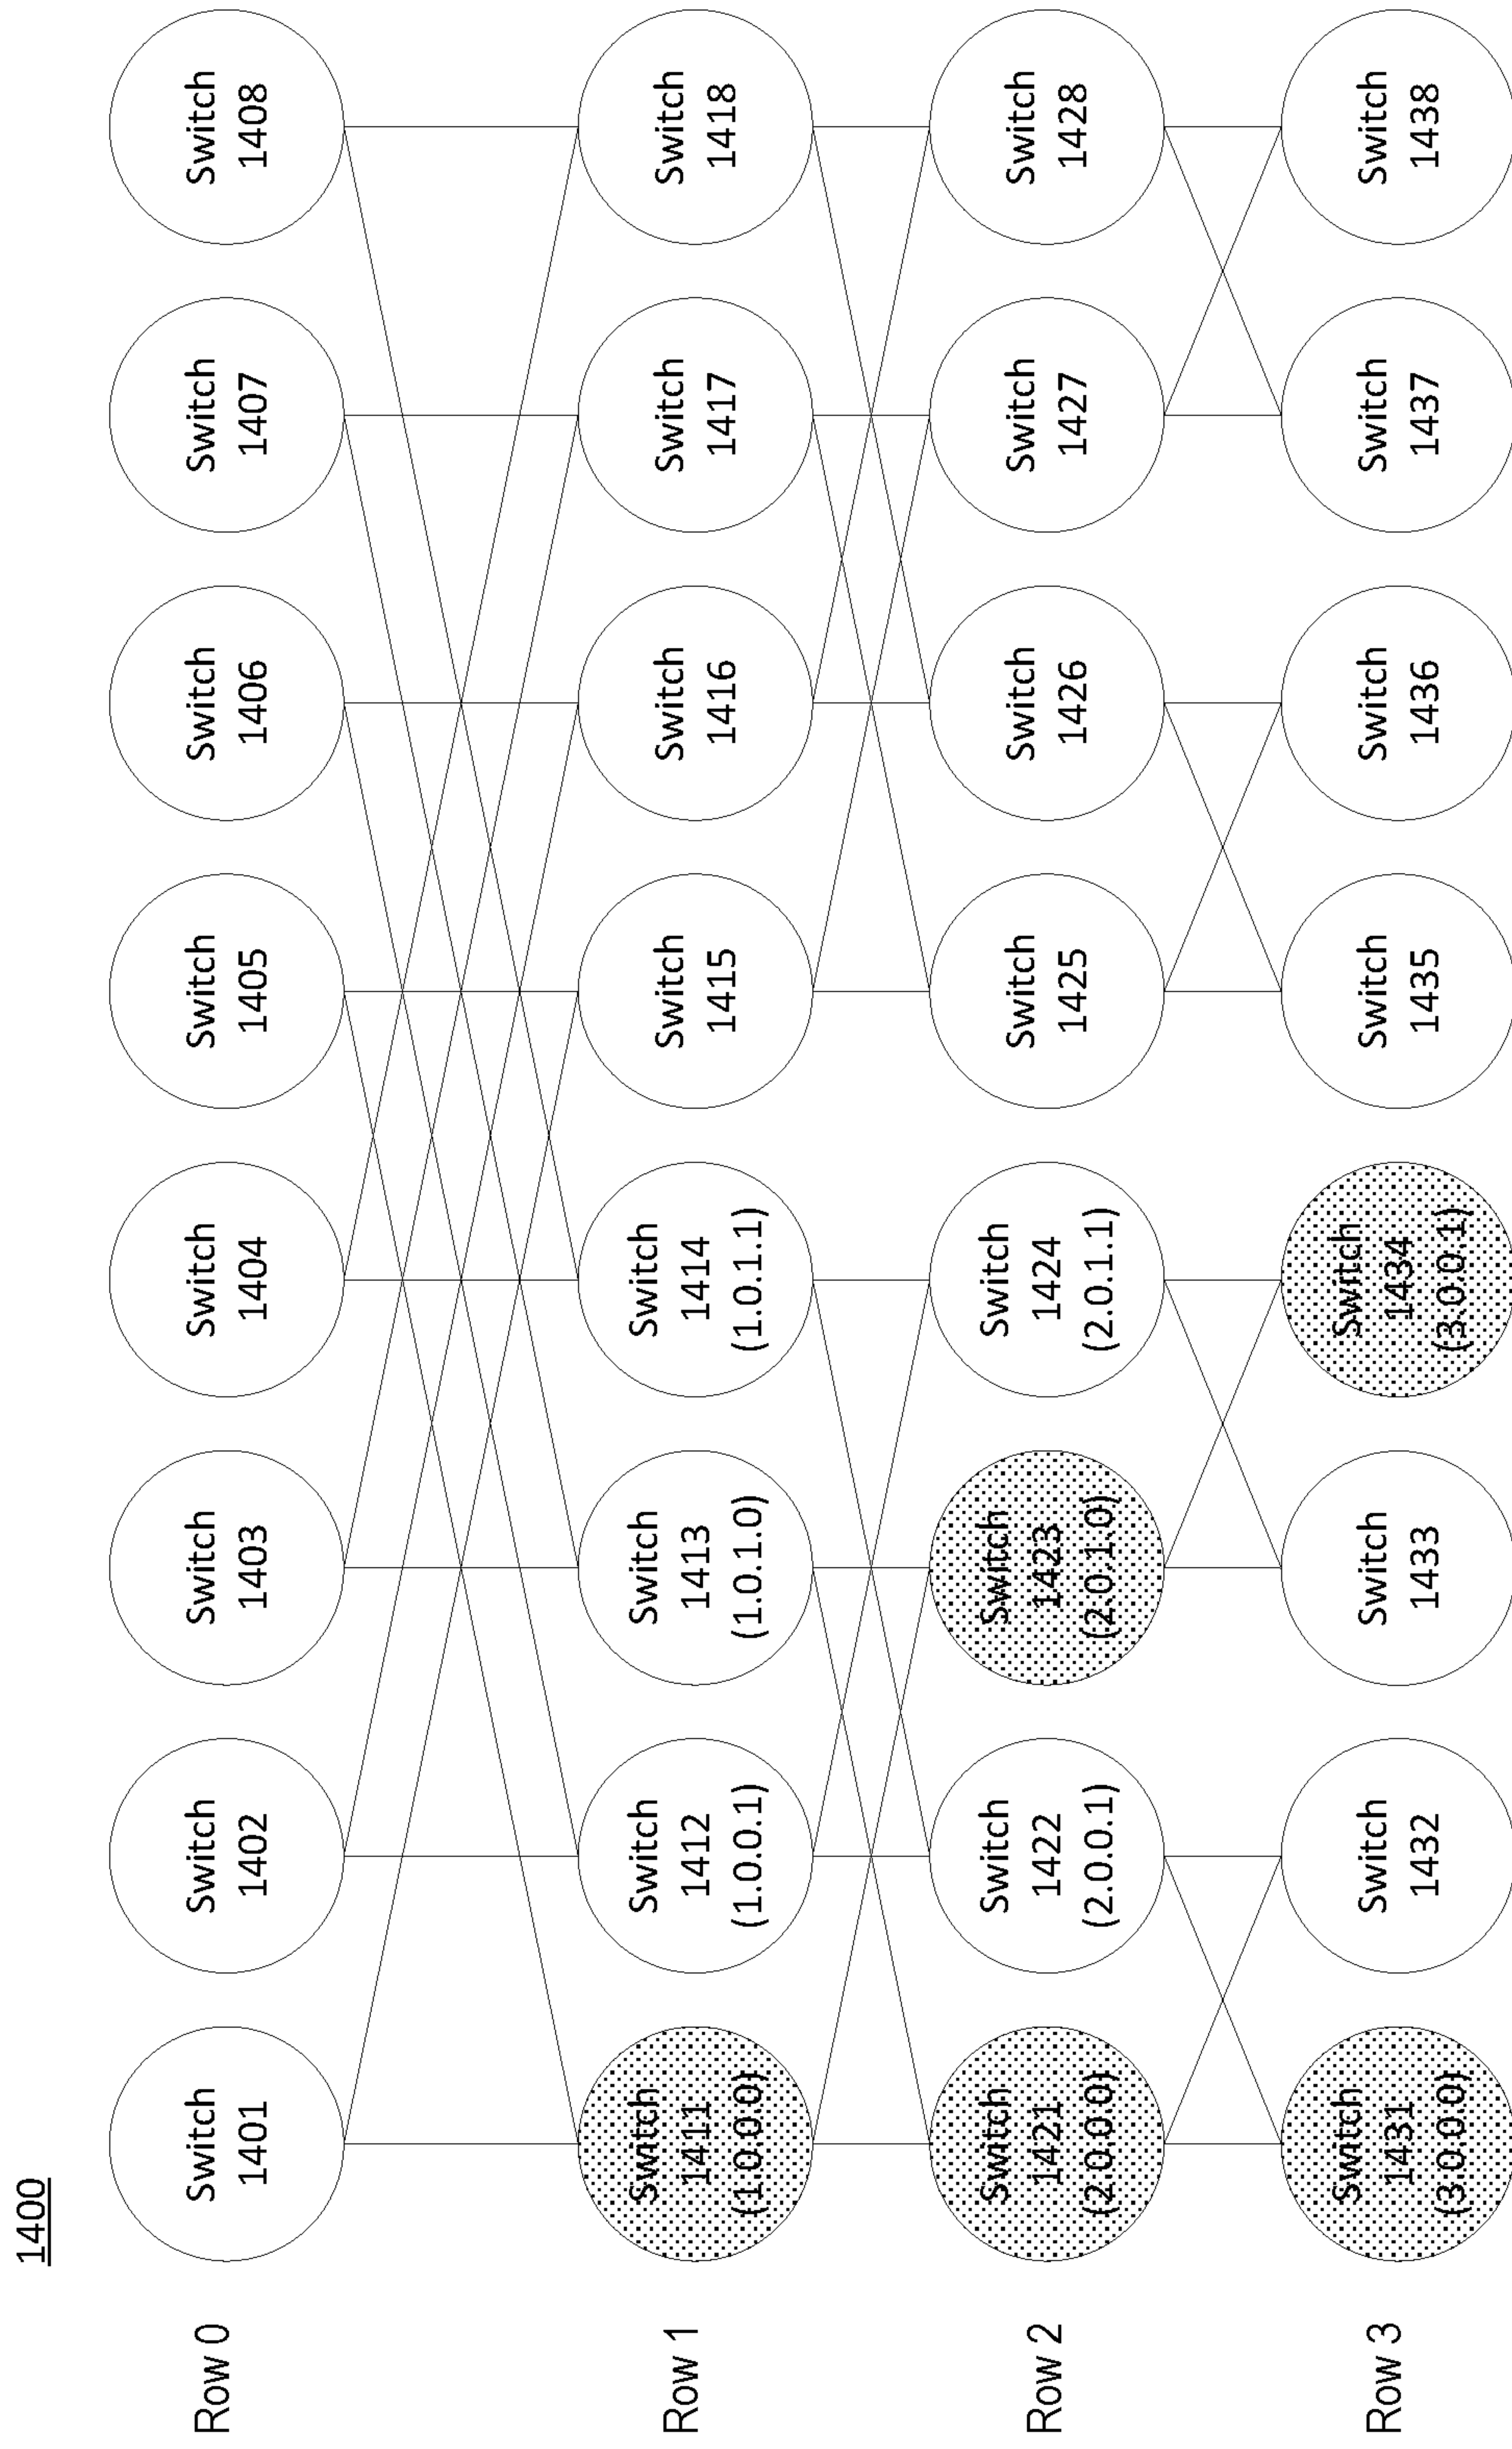 1400
Row 0
Switch
1401
Switch
1402
Switch
1403
Switch
1404
Switch
1405
Switch
1406
Switch
1407
Switch
1408
Row 1
Switch
1411
(1.0.0.0)
Switch
1412
(1.0.0.1)
Switch
1413
(1.0.1.0)
Switch
1414
(1.0.1.1)
Switch
1415
Switch
1416
Switch
1417
Switch
1418
Row 2
Switch
1421
(2.0.0.0)
Switch
1422
(2.0.0.1)
Switch
1423
(2.0.1.0)
Switch
1424
(2.0.1.1)
Switch
1425
Switch
1426
Switch
1427
Switch
1428
Row 3
Switch
1431
(3.0.0.0)
Switch
1432
Switch
1433
Switch
1434
(3.0.0.1)
Switch
1435
Switch
1436
Switch
1437
Switch
1438